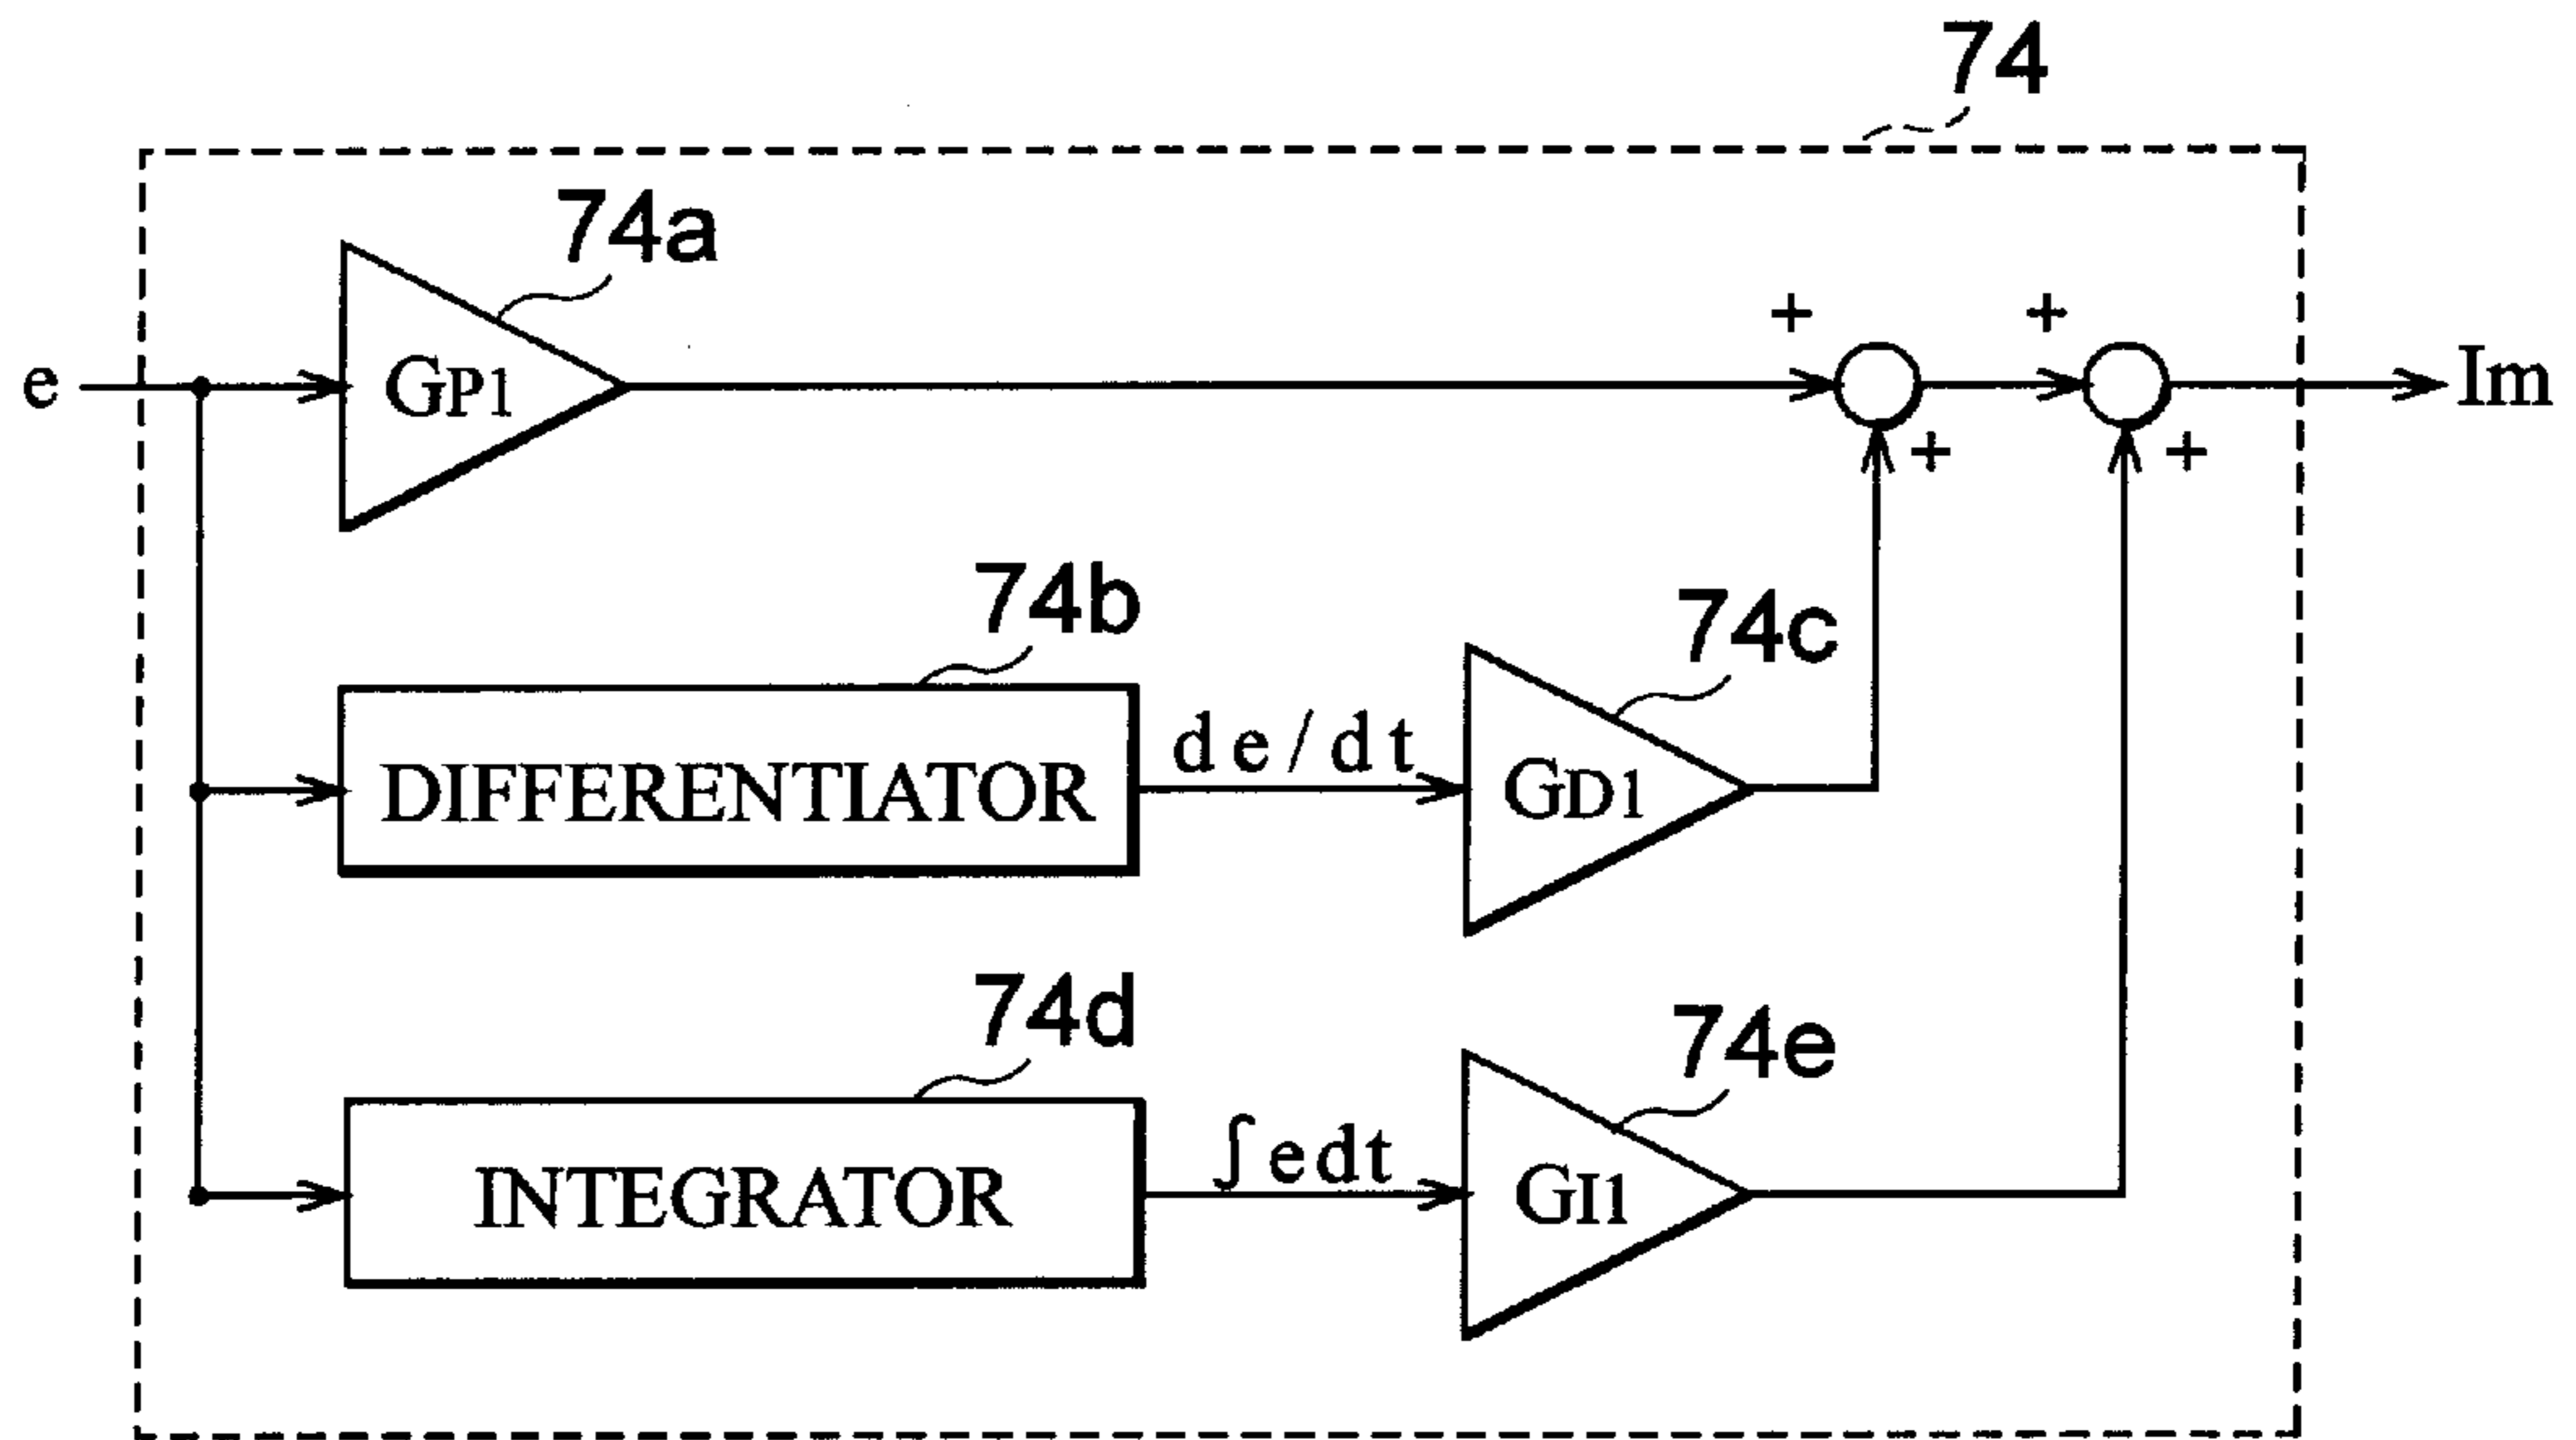 74
74a
+ +
e GP1 Im
+ +
74b 74c
de/dt
DIFFERENTIATOR GD1
74d 74e
∫edt
INTEGRATOR GI1